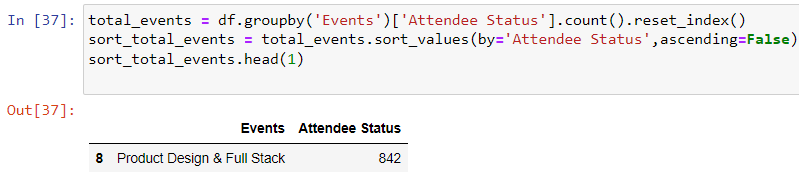 In [37]: total_events = df.groupby('Events')['Attendee Status'].count().reset_index()
sort_total_events = total_events.sort_values(by='Attendee Status',ascending=False)
sort_total_events.head(1)
Out[37]:
Events Attendee Status
8 Product Design & Full Stack 842